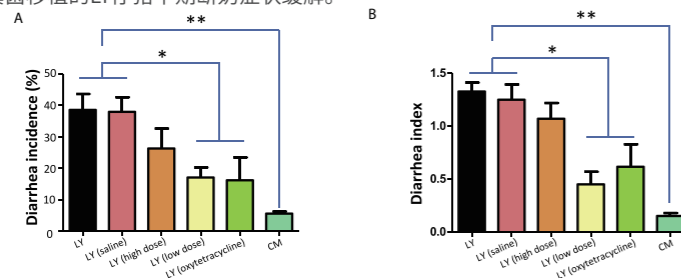 A
**
*
Diarrhea incidence (%)
50
40
30
20
10
0
LY
LY (saline)
LY (high dose)
LY (low dose)
LY (oxytetracycline)
CM
B
**
*
Diarrhea index
1.5
1.0
0.5
0.0
LY
LY (saline)
LY (high dose)
LY (low dose)
LY (oxytetracycline)
CM